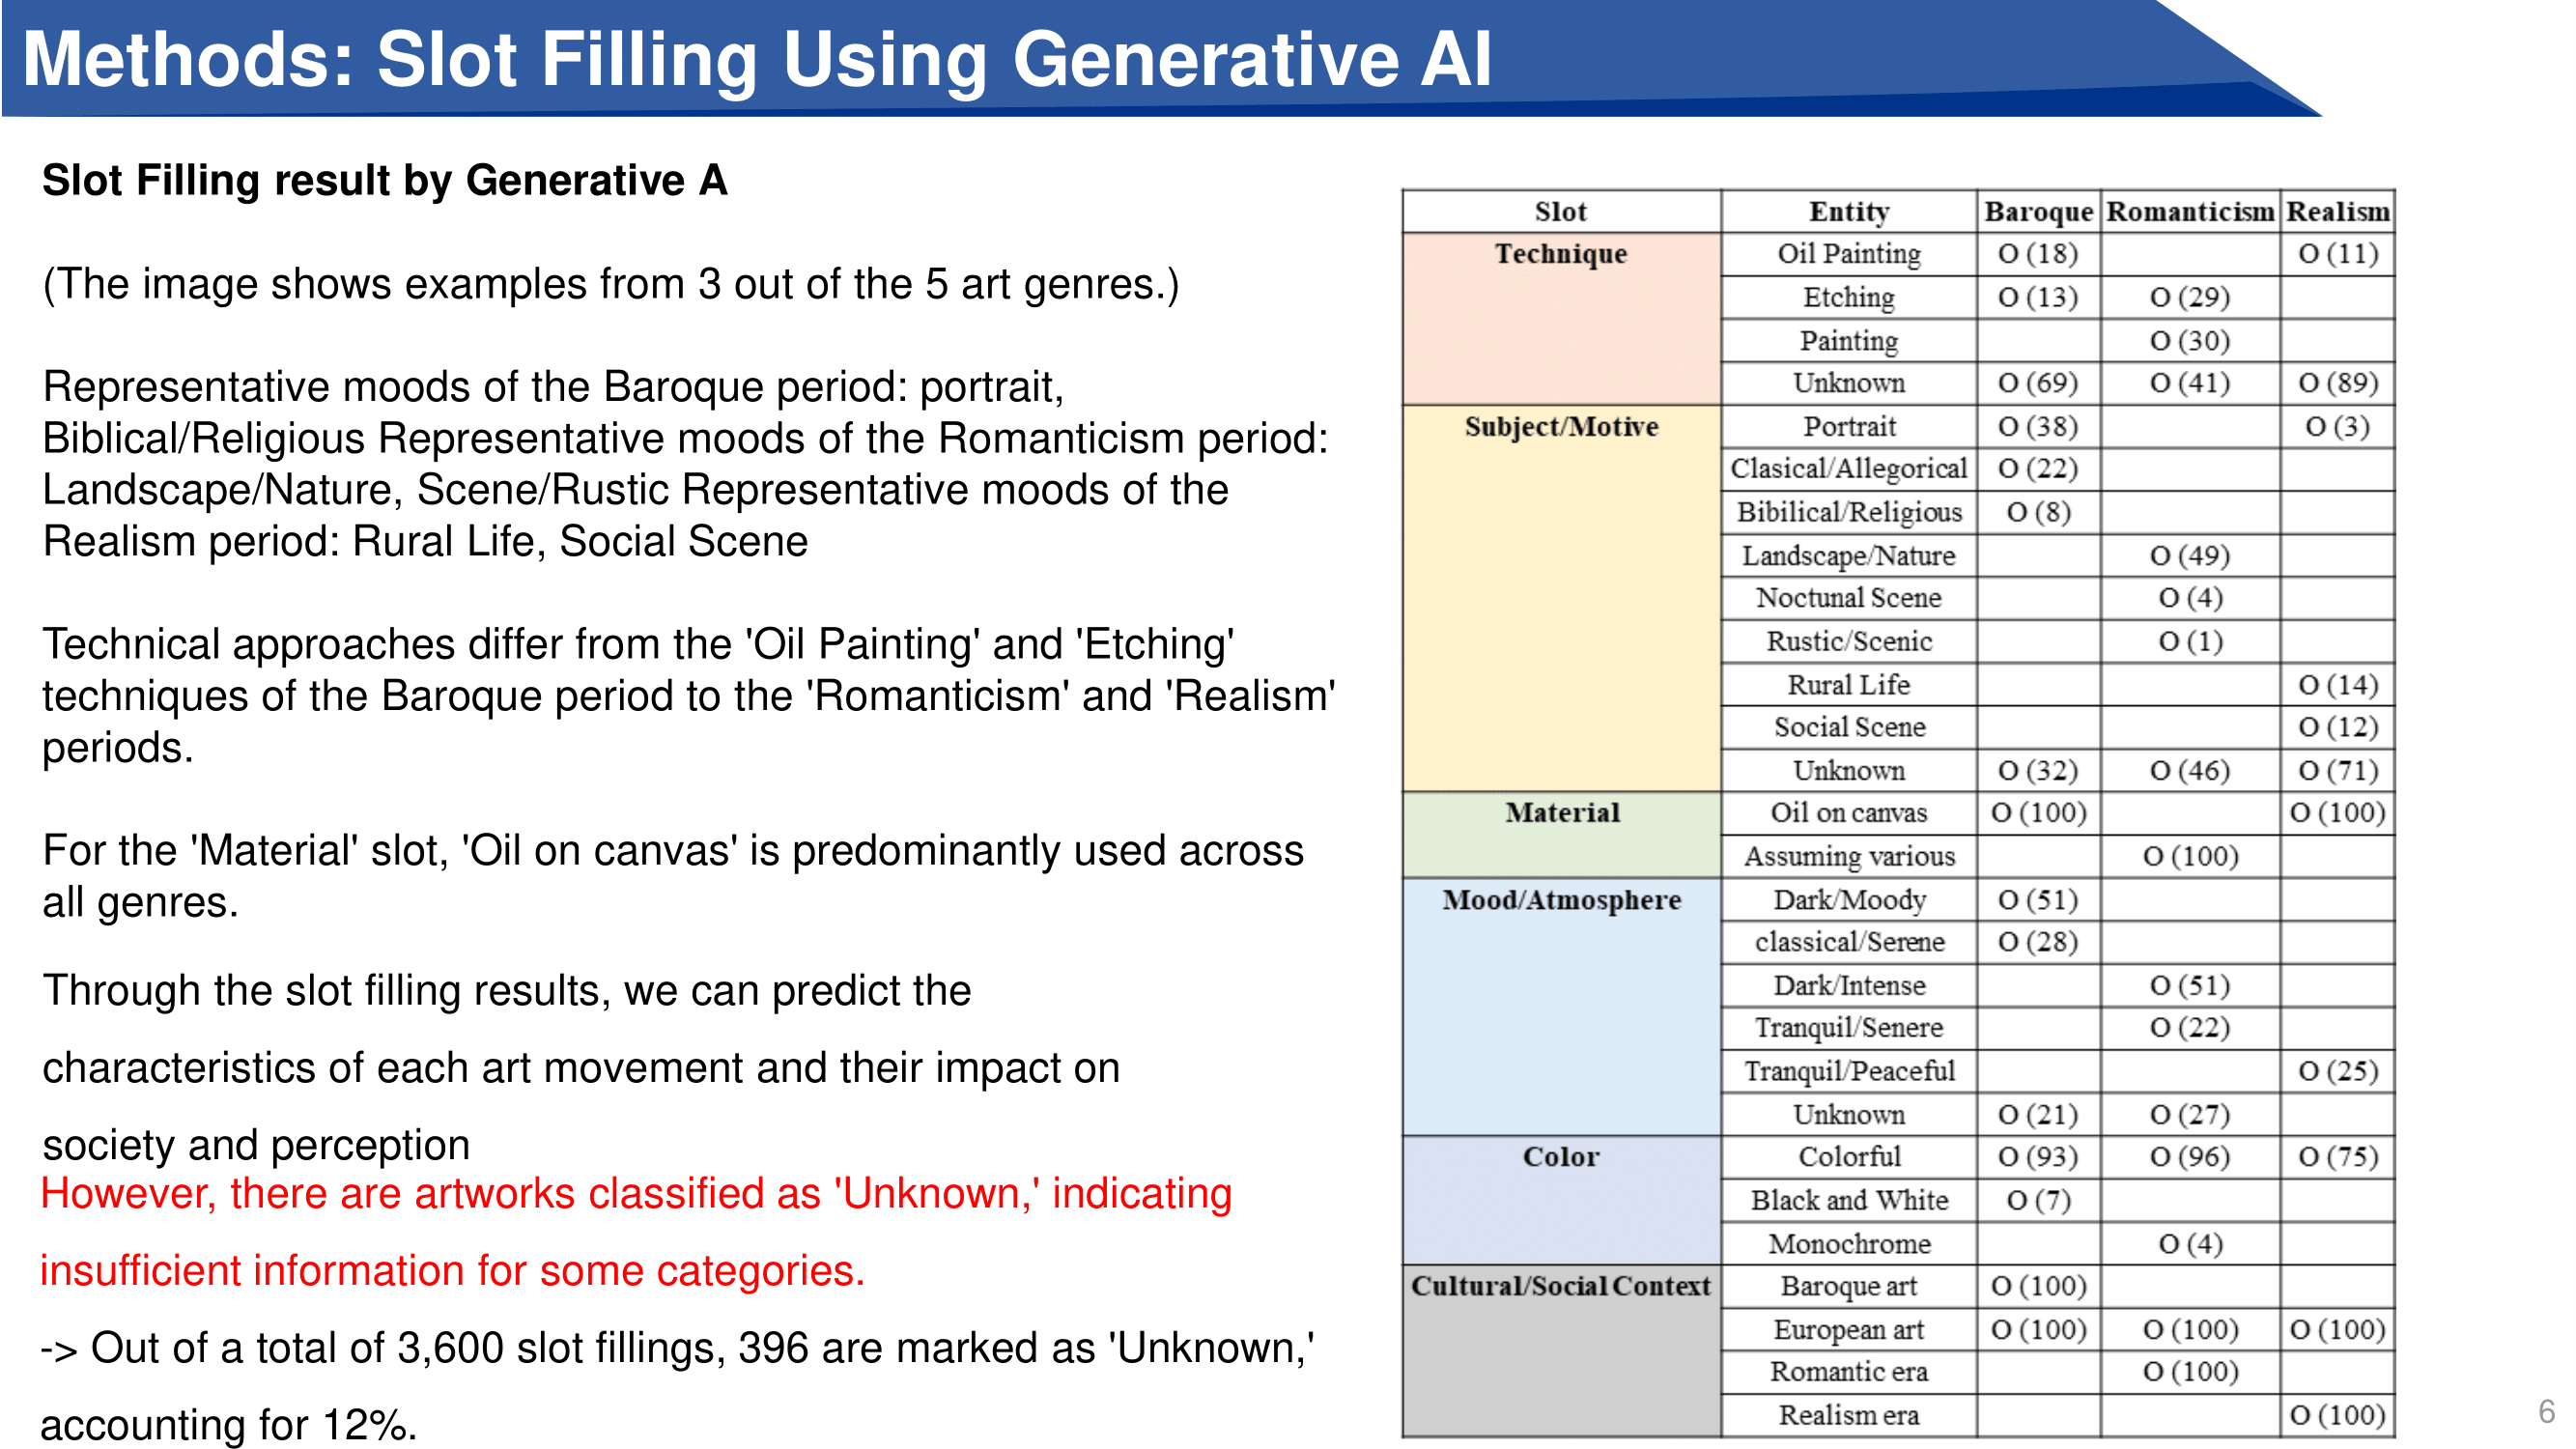 Methods: Slot Filling Using Generative AI
Slot Filling result by Generative A
(The image shows examples from 3 out of the 5 art genres.)
Representative moods of the Baroque period: portrait,
Biblical/Religious Representative moods of the Romanticism period:
Landscape/Nature, Scene/Rustic Representative moods of the
Realism period: Rural Life, Social Scene
Technical approaches differ from the 'Oil Painting' and 'Etching'
techniques of the Baroque period to the 'Romanticism' and 'Realism'
periods.
For the 'Material' slot, 'Oil on canvas' is predominantly used across
all genres.
Through the slot filling results, we can predict the
characteristics of each art movement and their impact on
society and perception
However, there are artworks classified as 'Unknown,' indicating
insufficient information for some categories.
-> Out of a total of 3,600 slot fillings, 396 are marked as 'Unknown,'
accounting for 12%.
Slot Entity Baroque Romanticism Realism
Technique Oil Painting O (18) O (11)
Etching O (13) O (29)
Painting O (30)
Unknown O (69) O (41) O (89)
Subject/Motive Portrait O (38) O (3)
Clasical/Allegorical O (22)
Bibilical/Religious O (8)
Landscape/Nature O (49)
Noctunal Scene O (4)
Rustic/Scenic O (1)
Rural Life O (14)
Social Scene O (12)
Unknown O (32) O (46) O (71)
Material Oil on canvas O (100) O (100)
Assuming various O (100)
Mood/Atmosphere Dark/Moody O (51)
classical/Serene O (28)
Dark/Intense O (51)
Tranquil/Senere O (22)
Tranquil/Peaceful O (25)
Unknown O (21) O (27)
Color Colorful O (93) O (96) O (75)
Black and White O (7)
Monochrome O (4)
Cultural/Social Context Baroque art O (100)
European art O (100) O (100) O (100)
Romantic era O (100)
Realism era O (100)
6